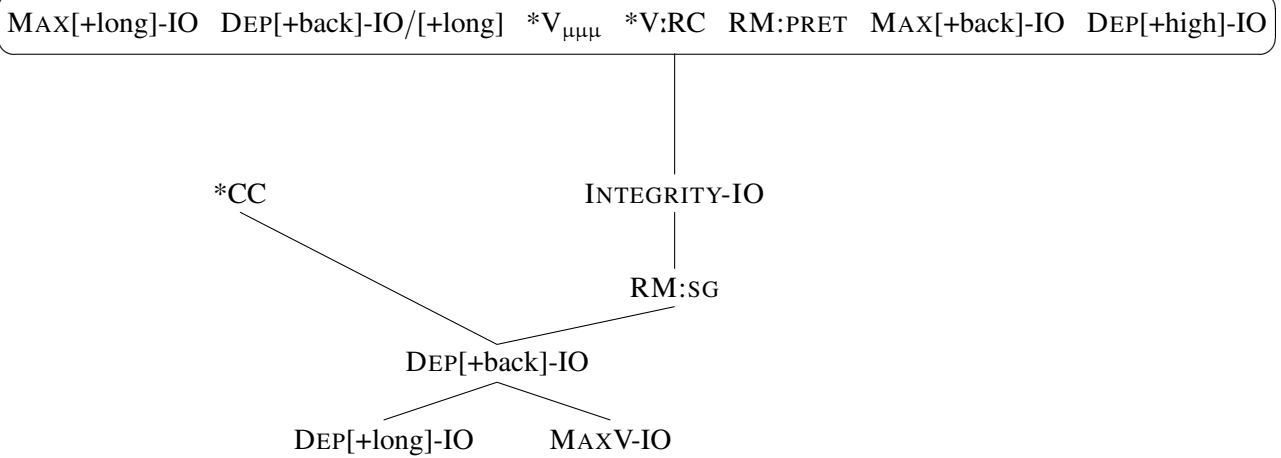 MAX[+long]-IO DEP[+back]-IO/[+long] *Vμμμ *V:RC RM:PRET MAX[+back]-IO DEP[+high]-IO
*CC INTEGRITY-IO
RM:SG
DEP[+back]-IO
DEP[+long]-IO MAXV-IO